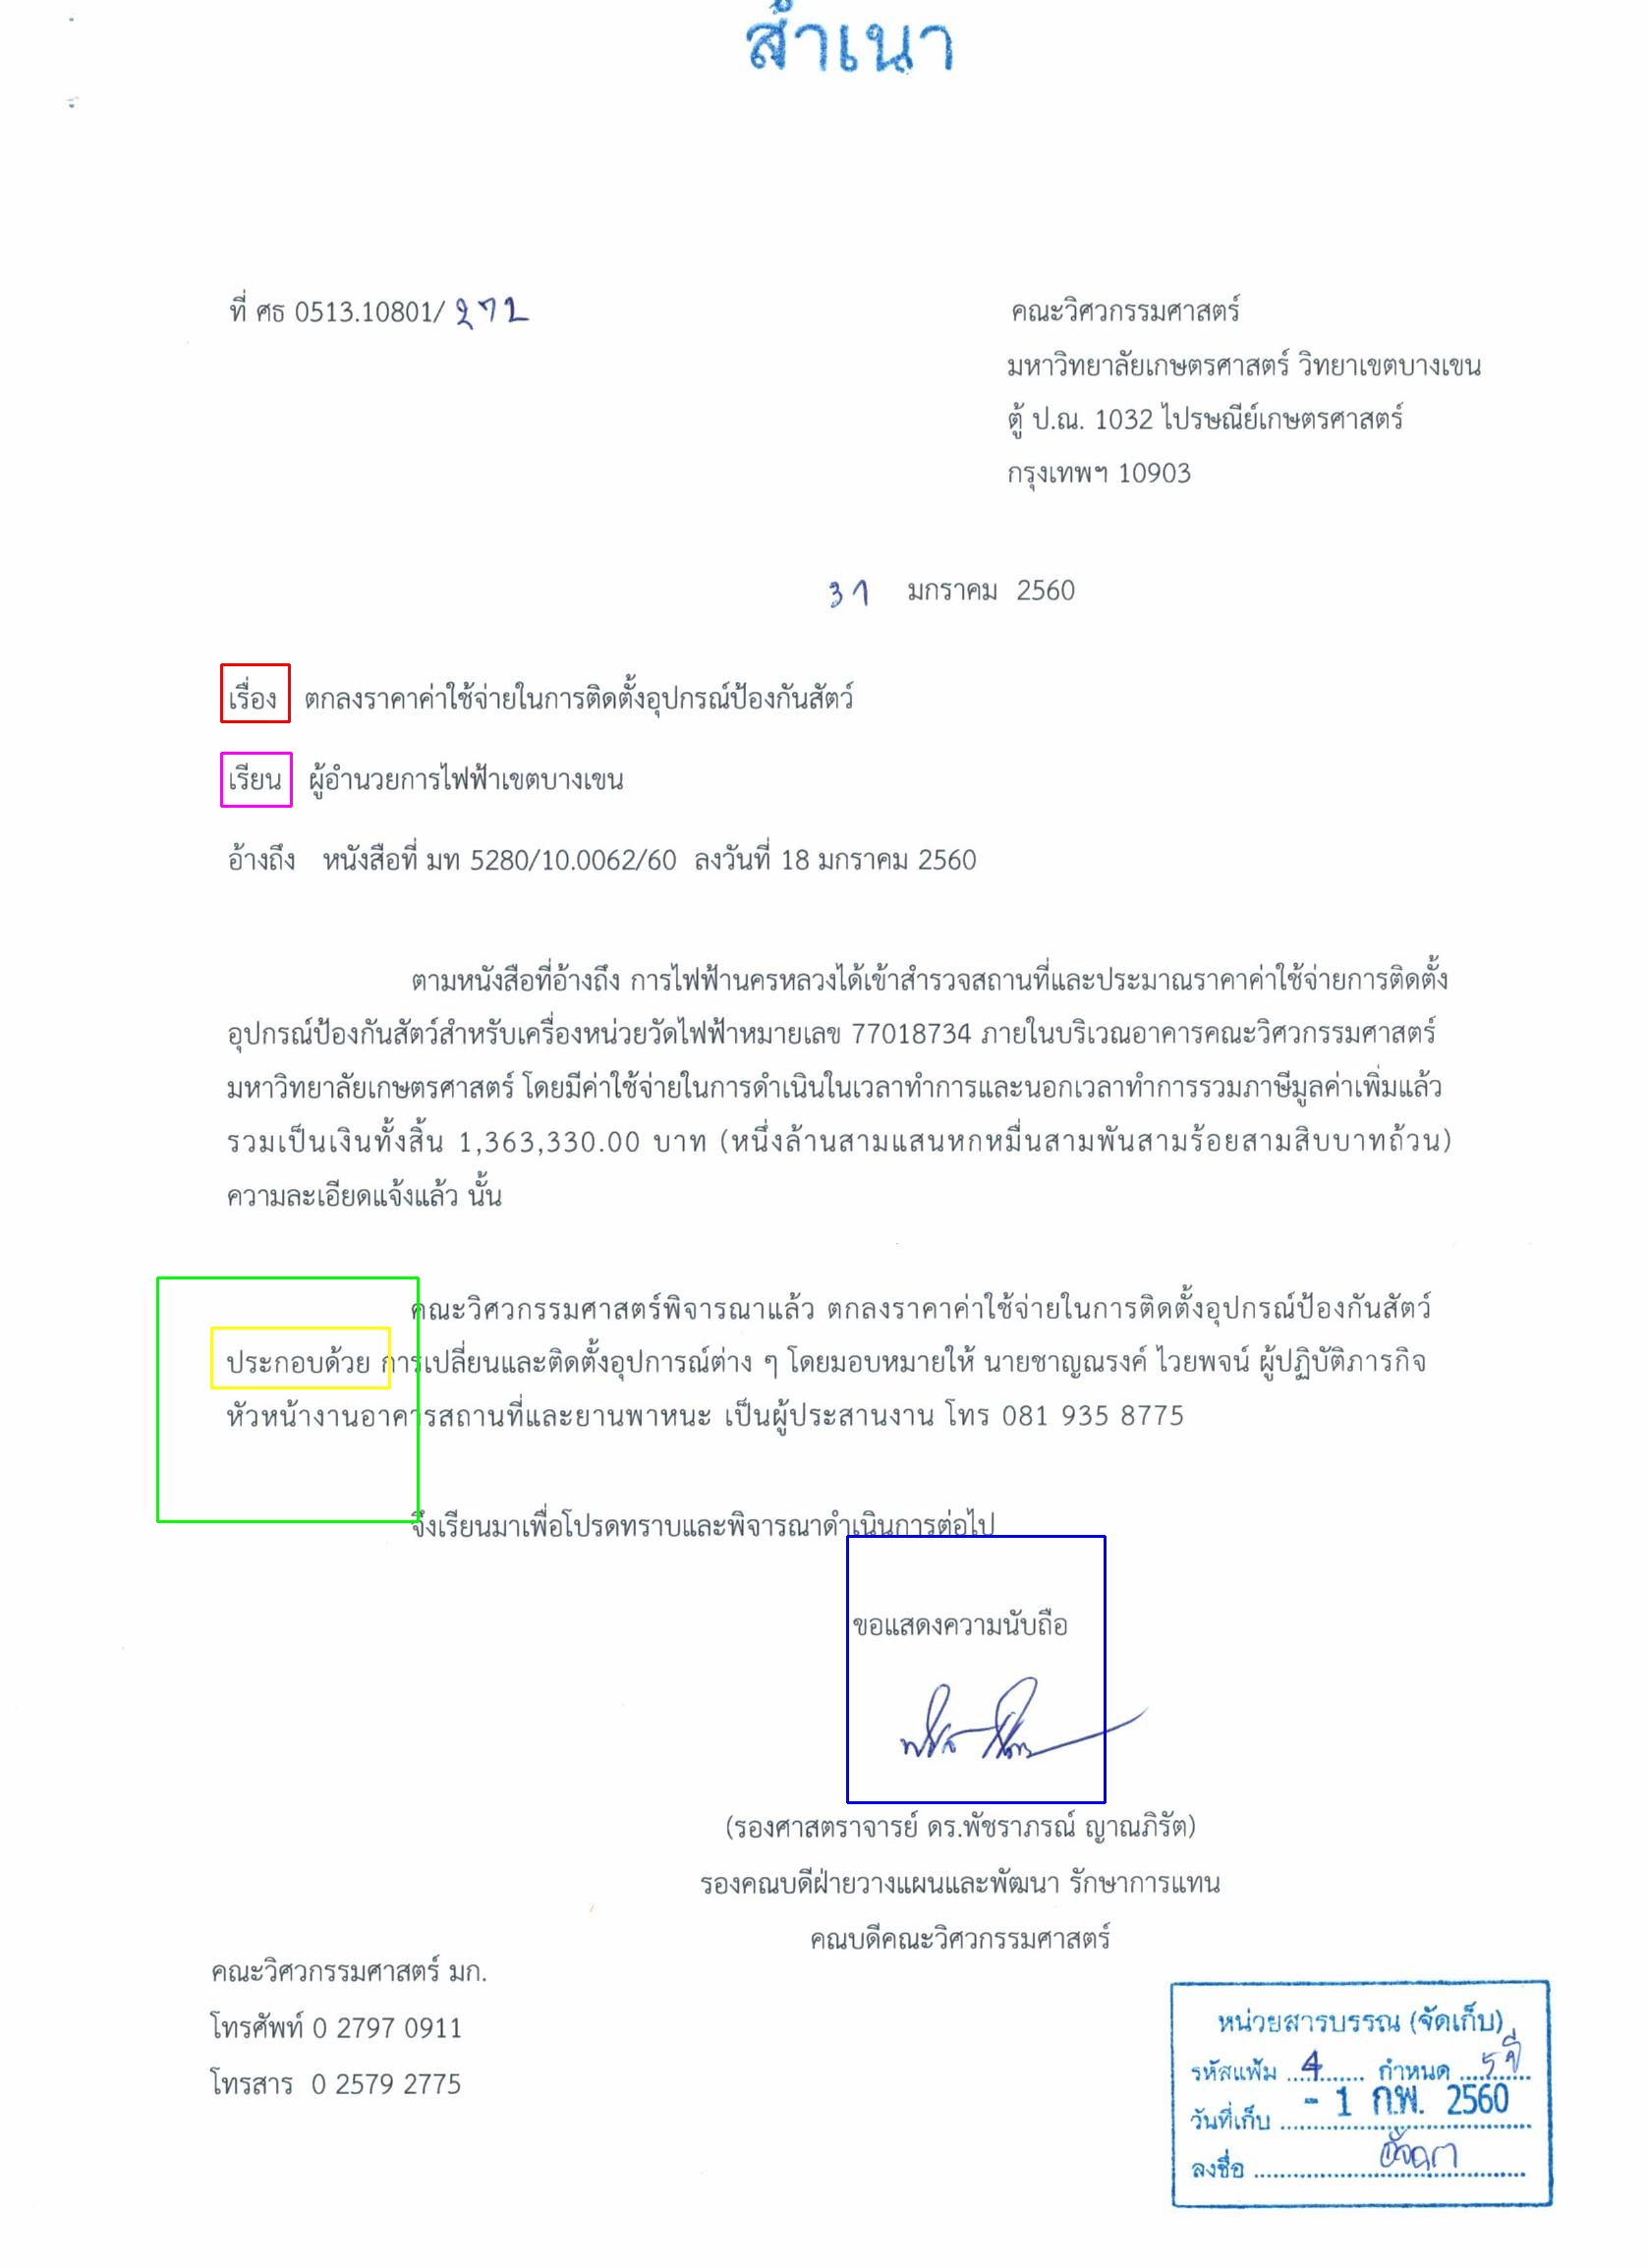 สำเนา
ที่ ศธ 0513.10801/ 272
คณะวิศวกรรมศาสตร์
มหาวิทยาลัยเกษตรศาสตร์ วิทยาเขตบางเขน
ตู้ ป.ณ. 1032 ไปรษณีย์เกษตรศาสตร์
กรุงเทพฯ 10903
31 มกราคม 2560
เรื่อง ตกลงราคาค่าใช้จ่ายในการติดตั้งอุปกรณ์ป้องกันสัตว์
เรียน ผู้อำนวยการไฟฟ้าเขตบางเขน
อ้างถึง หนังสือที่ มท 5280/10.0062/60 ลงวันที่ 18 มกราคม 2560
ตามหนังสือที่อ้างถึง การไฟฟ้านครหลวงได้เข้าสำรวจสถานที่และประมาณราคาค่าใช้จ่ายการติดตั้ง
อุปกรณ์ป้องกันสัตว์สำหรับเครื่องหน่วยวัดไฟฟ้าหมายเลข 77018734 ภายในบริเวณอาคารคณะวิศวกรรมศาสตร์
มหาวิทยาลัยเกษตรศาสตร์ โดยมีค่าใช้จ่ายในการดำเนินในเวลาทำการและนอกเวลาทำการรวมภาษีมูลค่าเพิ่มแล้ว
รวมเป็นเงินทั้งสิ้น 1,363,330.00 บาท (หนึ่งล้านสามแสนหกหมื่นสามพันสามร้อยสามสิบบาทถ้วน)
ความละเอียดแจ้งแล้ว นั้น
คณะวิศวกรรมศาสตร์พิจารณาแล้ว ตกลงราคาค่าใช้จ่ายในการติดตั้งอุปกรณ์ป้องกันสัตว์
ประกอบด้วย การเปลี่ยนและติดตั้งอุปการณ์ต่าง ๆ โดยมอบหมายให้ นายชาญณรงค์ ไวยพจน์ ผู้ปฏิบัติภารกิจ
หัวหน้างานอาคารสถานที่และยานพาหนะ เป็นผู้ประสานงาน โทร 081 935 8775
จึงเรียนมาเพื่อโปรดทราบและพิจารณาดำเนินการต่อไป
ขอแสดงความนับถือ
(รองศาสตราจารย์ ดร.พัชราภรณ์ ญาณภิรัต)
รองคณบดีฝ่ายวางแผนและพัฒนา รักษาการแทน
คณบดีคณะวิศวกรรมศาสตร์
คณะวิศวกรรมศาสตร์ มก.
โทรศัพท์ 0 2797 0911
โทรสาร 0 2579 2775
หน่วยสารบรรณ (จัดเก็บ)
รหัสแฟ้ม 4 กำหนด 5 ปี
วันที่เก็บ - 1 ก.พ. 2560
ลงชื่อ